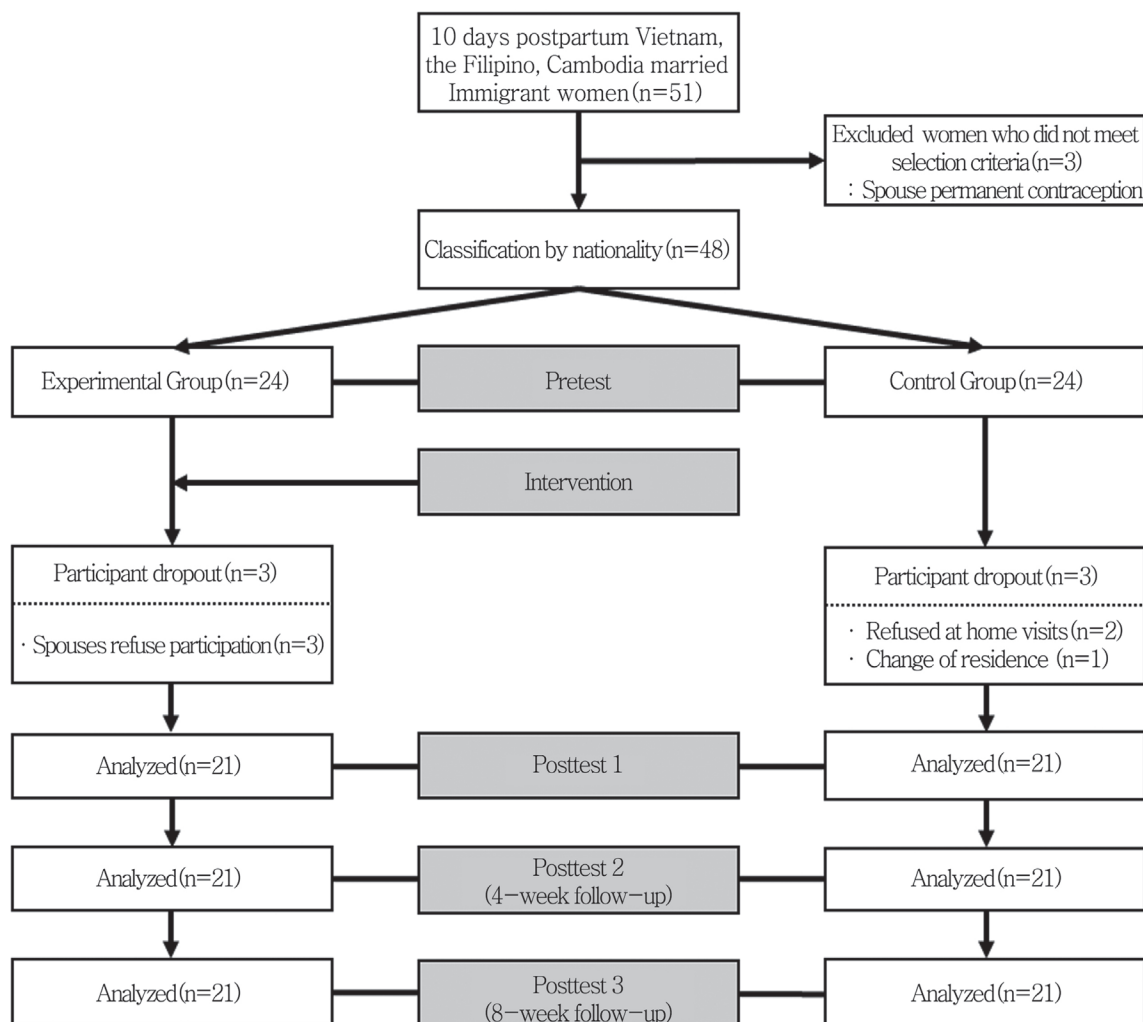 10 days postpartum Vietnam,
the Filipino, Cambodia married
Immigrant women(n=51)
Excluded women who did not meet
selection criteria(n=3)
: Spouse permanent contraception
Classification by nationality(n=48)
Experimental Group(n=24)
Pretest
Control Group(n=24)
Intervention
Participant dropout(n=3)
· Spouses refuse participation(n=3)
Participant dropout(n=3)
· Refused at home visits(n=2)
· Change of residence (n=1)
Analyzed(n=21)
Posttest 1
Analyzed(n=21)
Analyzed(n=21)
Posttest 2
(4-week follow-up)
Analyzed(n=21)
Analyzed(n=21)
Posttest 3
(8-week follow-up)
Analyzed(n=21)